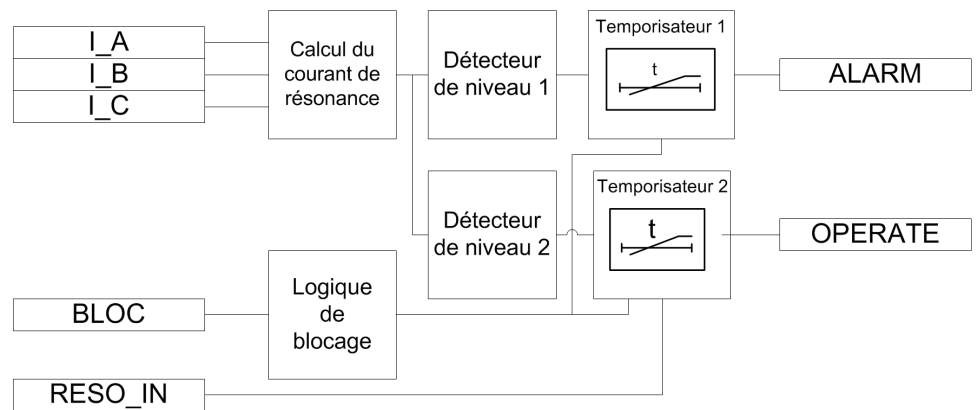 I_A
I_B
I_C
Calcul du
courant de
résonance
Détecteur
de niveau 1
Temporisateur 1
t
ALARM
Détecteur
de niveau 2
Temporisateur 2
t
OPERATE
BLOC
Logique
de
blocage
RESO_IN